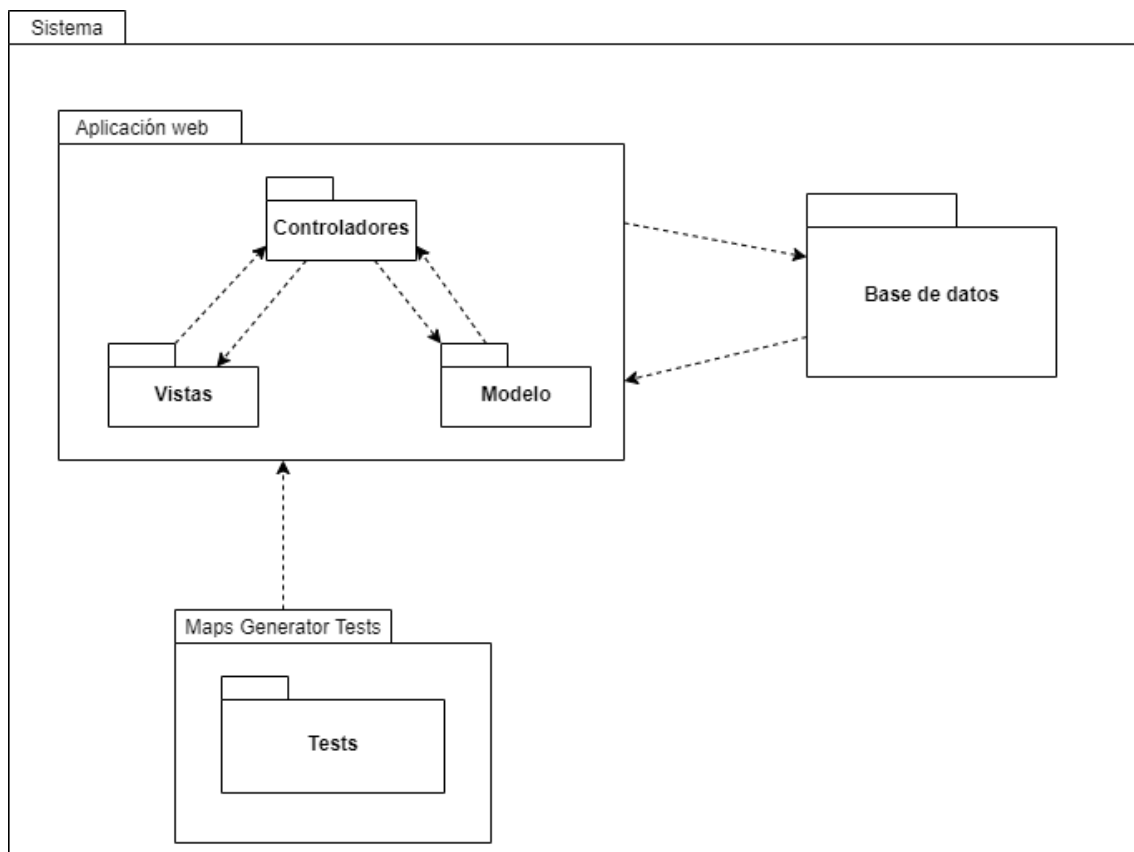 Sistema
Aplicación web
Controladores
Base de datos
Vistas
Modelo
Maps Generator Tests
Tests